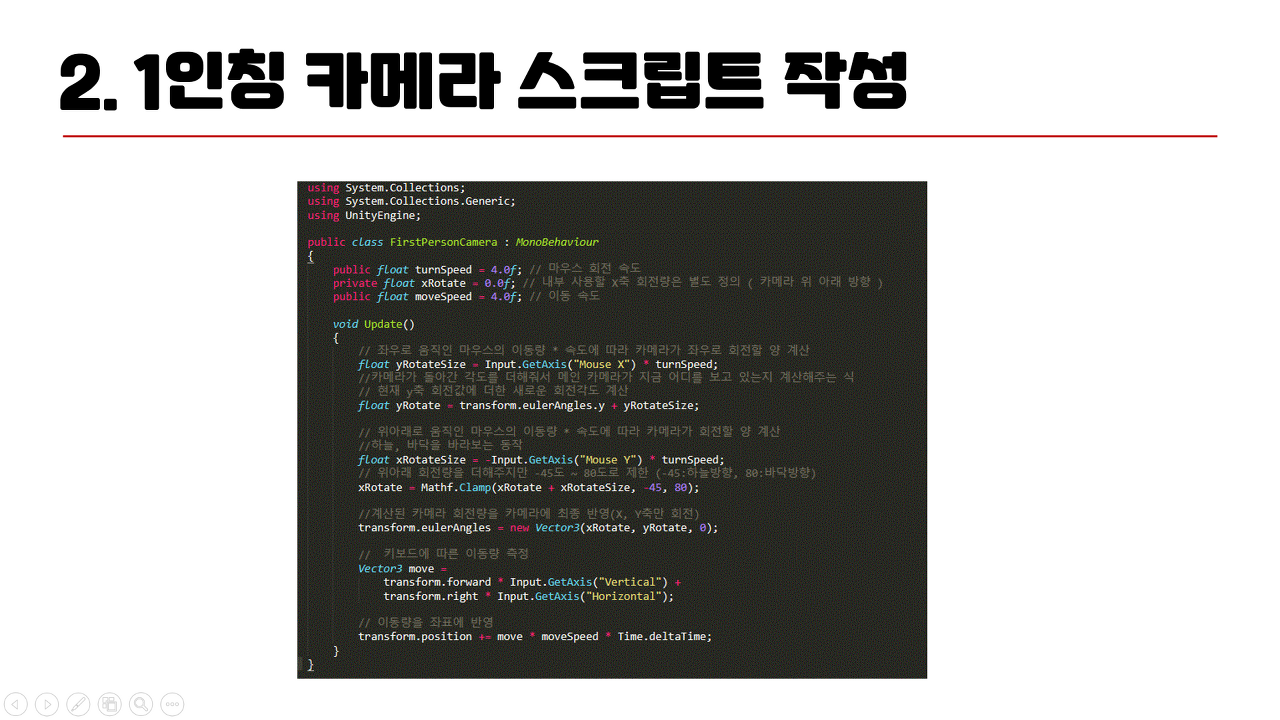 2. 1인칭 카메라 스크립트 작성
using System.Collections;
using System.Collections.Generic;
using UnityEngine;
public class FirstPersonCamera : MonoBehaviour
{
public float turnSpeed = 4.0f; // 마우스 회전 속도
private float xRotate = 0.0f; // 내부 사용할 X축 회전량은 별도 정의 ( 카메라 위 아래 방향 )
public float moveSpeed = 4.0f; // 이동 속도
void Update()
{
// 좌우로 움직인 마우스의 이동량 * 속도에 따라 카메라가 좌우로 회전할 양 계산
float yRotateSize = Input.GetAxis("Mouse X") * turnSpeed;
//카메라가 돌아간 각도를 더해줘서 메인 카메라가 지금 어디를 보고 있는지 계산해주는 식
// 현재 y축 회전값에 더한 새로운 회전각도 계산
float yRotate = transform.eulerAngles.y + yRotateSize;
// 위아래로 움직인 마우스의 이동량 * 속도에 따라 카메라가 회전할 양 계산
//하늘, 바닥을 바라보는 동작
float xRotateSize = -Input.GetAxis("Mouse Y") * turnSpeed;
// 위아래 회전량을 더해주지만 -45도 ~ 80도로 제한 (-45:하늘방향, 80:바닥방향)
xRotate = Mathf.Clamp(xRotate + xRotateSize, -45, 80);
//계산된 카메라 회전량을 카메라에 최종 반영(X, Y축만 회전)
transform.eulerAngles = new Vector3(xRotate, yRotate, 0);
// 키보드에 따른 이동량 측정
Vector3 move =
transform.forward * Input.GetAxis("Vertical") +
transform.right * Input.GetAxis("Horizontal");
// 이동량을 좌표에 반영
transform.position += move * moveSpeed * Time.deltaTime;
}
}